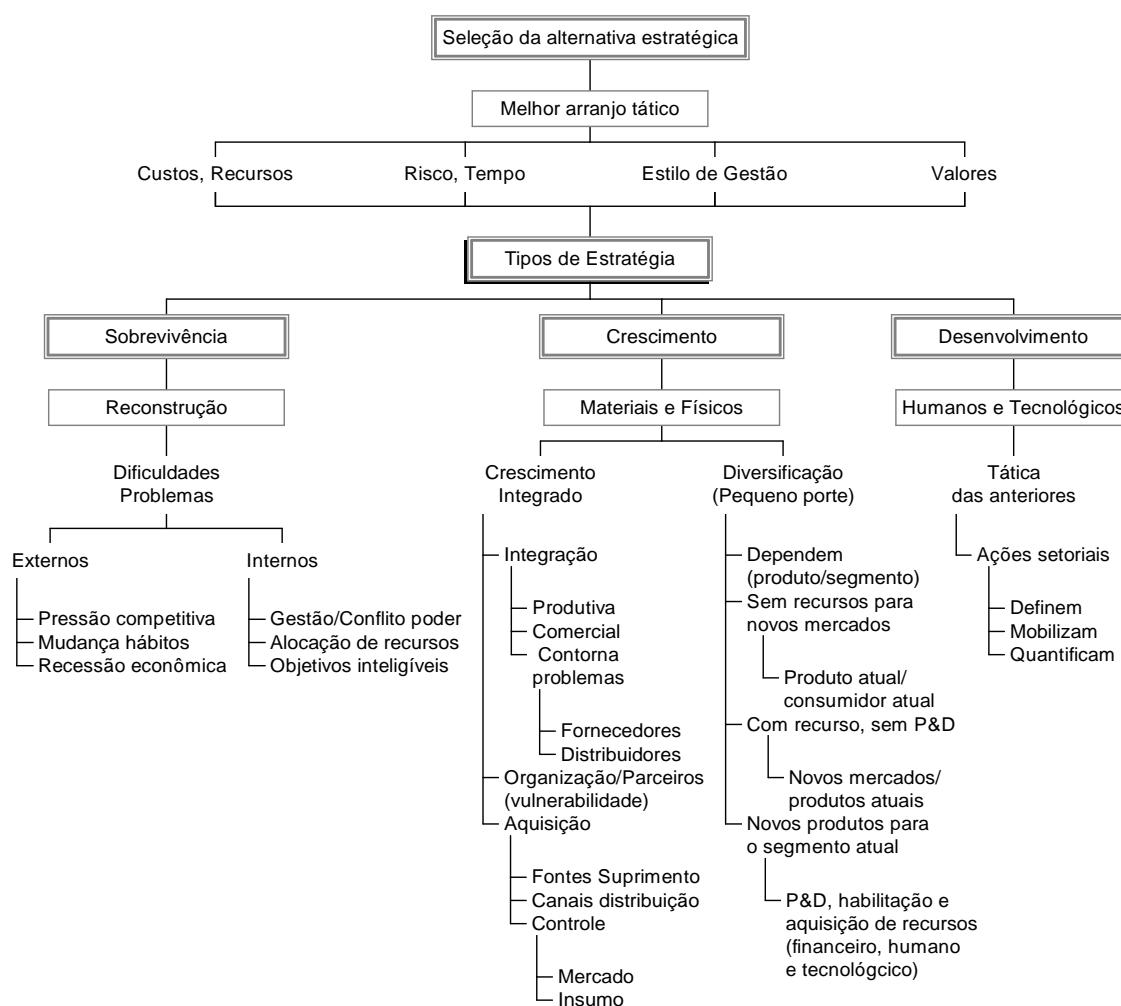 Seleção da alternativa estratégica
Melhor arranjo tático
Custos, Recursos
Risco, Tempo
Estilo de Gestão
Valores
Tipos de Estratégia
Sobrevivência
Crescimento
Desenvolvimento
Reconstrução
Materiais e Físicos
Humanos e Tecnológicos
Dificuldades
Problemas
Externos
Pressão competitiva
Mudança hábitos
Recessão econômica
Internos
Gestão/Conflito poder
Alocação de recursos
Objetivos inteligíveis
Crescimento
Integrado
Integração
Produtiva
Comercial
Contorna
problemas
Fornecedores
Distribuidores
Organização/Parceiros
(vulnerabilidade)
Aquisição
Fontes Suprimento
Canais distribuição
Controle
Mercado
Insumo
Diversificação
(Pequeno porte)
Dependem
(produto/segmento)
Sem recursos para
novos mercados
Produto atual/
consumidor atual
Com recurso, sem P&D
Novos mercados/
produtos atuais
Novos produtos para
o segmento atual
P&D, habilitação e
aquisição de recursos
(financeiro, humano
e tecnológcico)
Tática
das anteriores
Ações setoriais
Definem
Mobilizam
Quantificam